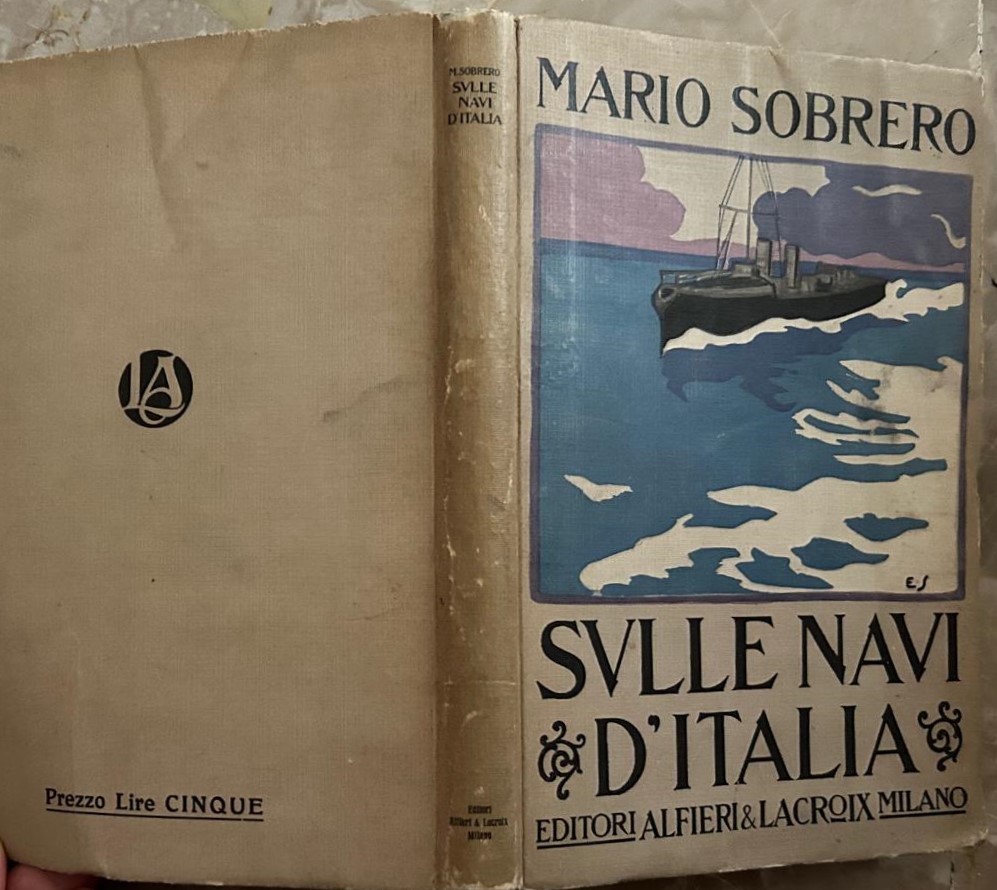 Prezzo Lire CINQUE
M. SOBRERO
SVLLE
NAVI
D'ITALIA
Editori
Alfieri & Lacroix
Milano
MARIO SOBRERO
ES
SVLLE NAVI
D'ITALIA
EDITORI ALFIERI & LACROIX MILANO